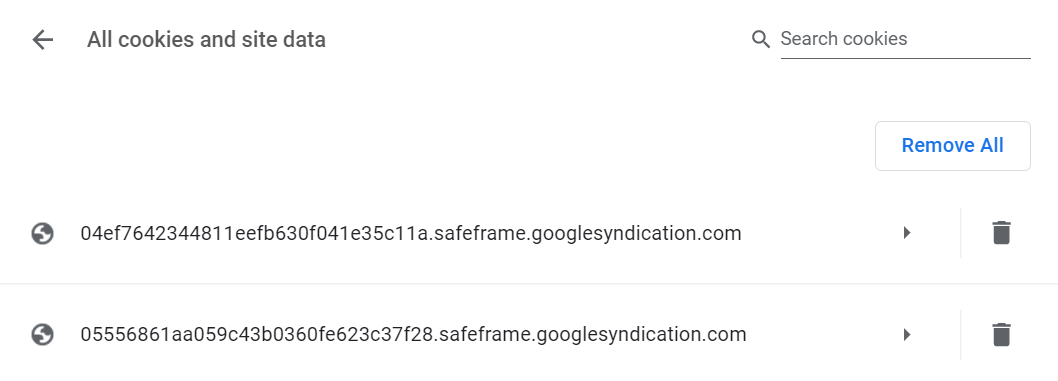 All cookies and site data
Search cookies
Remove All
04ef7642344811eefb630f041e35c11a.safeframe.googlesyndication.com
05556861aa059c43b0360fe623c37f28.safeframe.googlesyndication.com